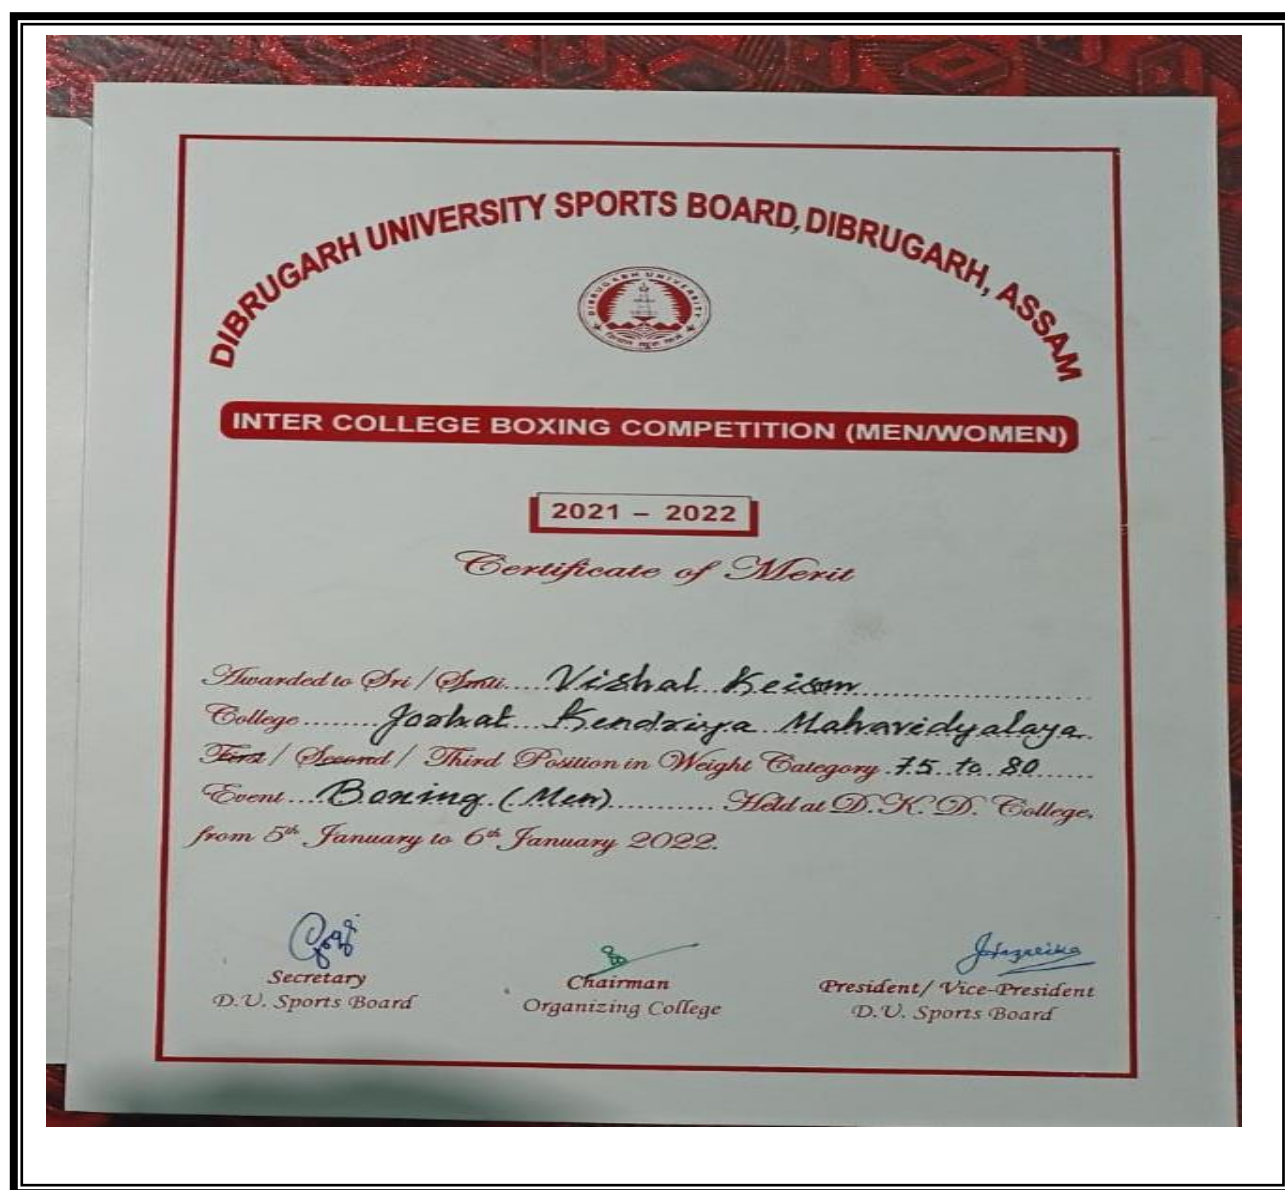 DIBRUGARH UNIVERSITY SPORTS BOARD, DIBRUGARH, ASSAM
DIBRUGARH UNIVERSITY
INTER COLLEGE BOXING COMPETITION (MEN/WOMEN)
2021 – 2022
Certificate of Merit
Awarded to Sri / Smti.... Vishal Keism
College......... Jorhat Kendriya Mahavidyalaya
First / Second / Third Position in Weight Category 75 to 80
Event... Boxing (Men) ........... Held at D.K.D. College,
from 5th January to 6th January 2022.
Secretary
D.U. Sports Board
Chairman
Organizing College
President/ Vice-President
D.U. Sports Board